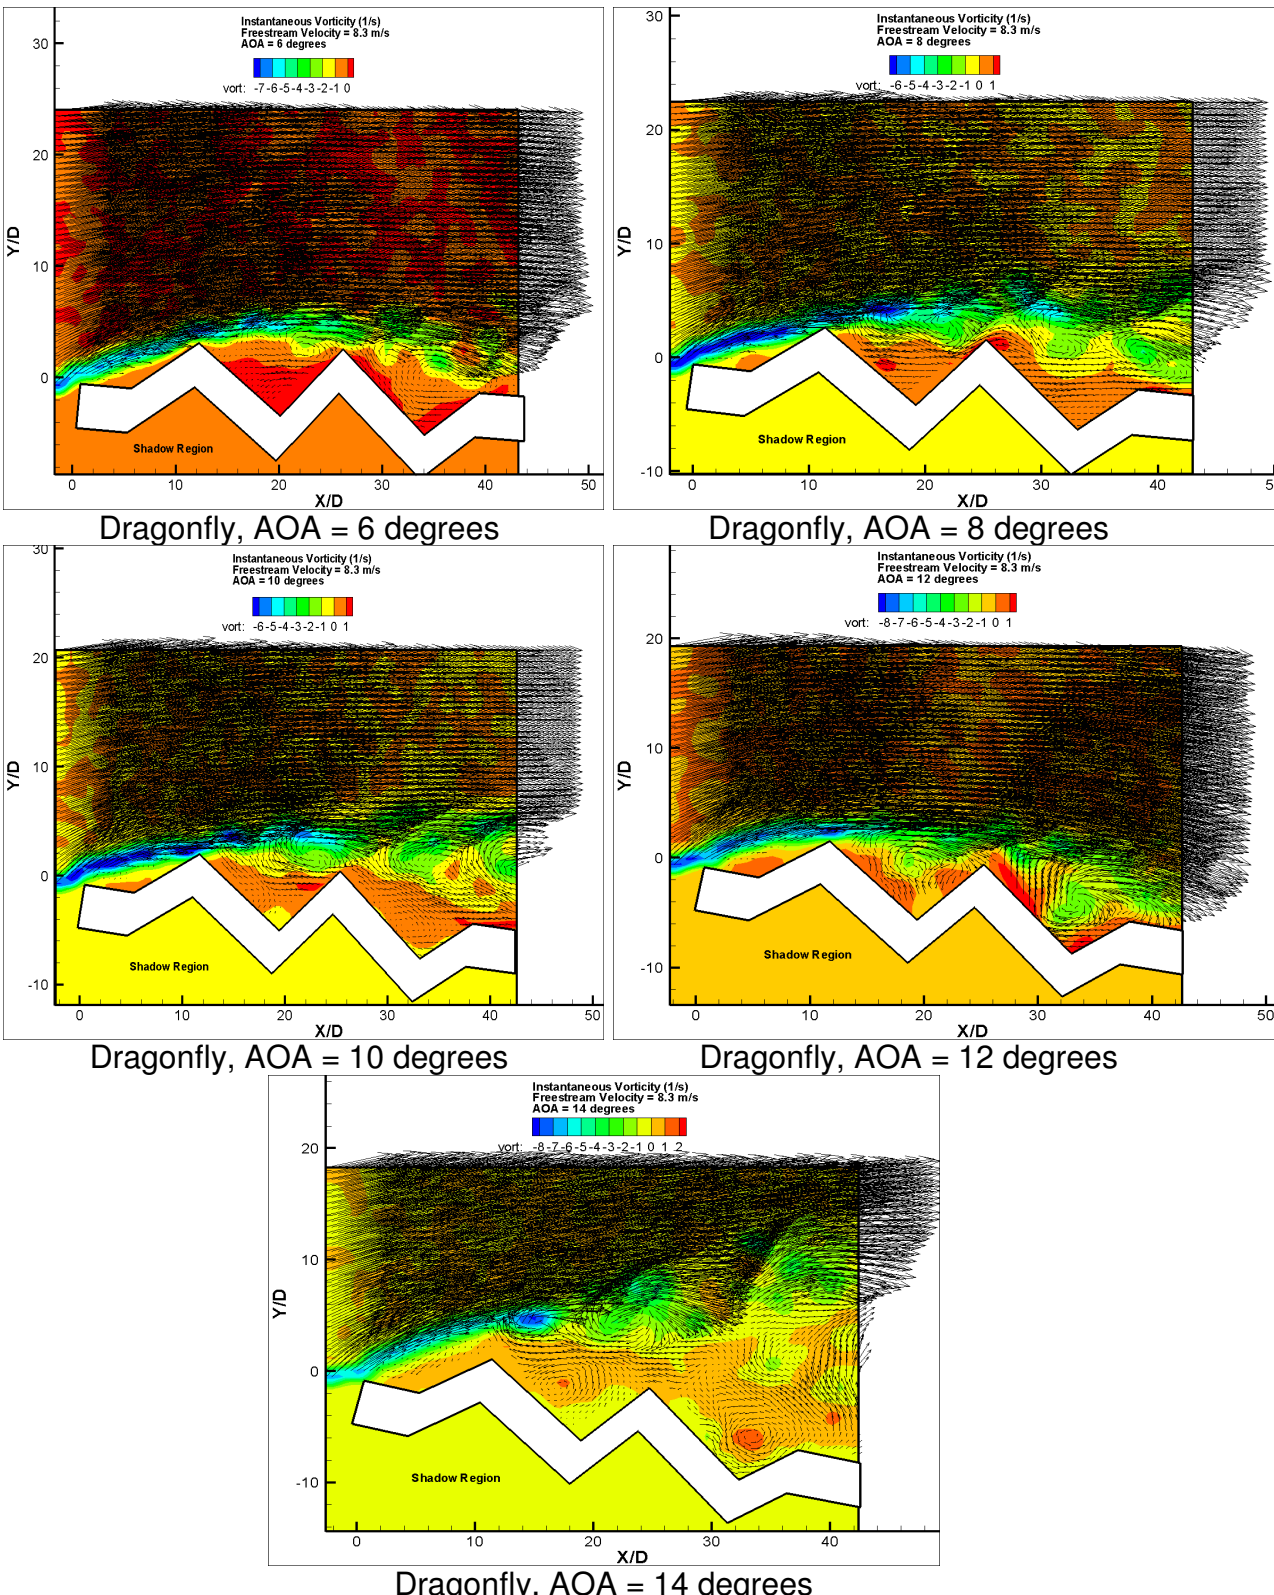 Instantaneous Vorticity (1/s)
Freestream Velocity = 8.3 m/s
AOA = 6 degrees
vort: -7 -6 -5 -4 -3 -2 -1 0
30
20
10
0
Y/D
Shadow Region
0 10 20 30 40 50
X/D
Dragonfly, AOA = 6 degrees
Instantaneous Vorticity (1/s)
Freestream Velocity = 8.3 m/s
AOA = 8 degrees
vort: -6 -5 -4 -3 -2 -1 0 1
30
20
10
0
-10
Y/D
Shadow Region
0 10 20 30 40
X/D
Dragonfly, AOA = 8 degrees
Instantaneous Vorticity (1/s)
Freestream Velocity = 8.3 m/s
AOA = 10 degrees
vort: -6 -5 -4 -3 -2 -1 0 1
30
20
10
0
-10
Y/D
Shadow Region
0 10 20 30 40 50
X/D
Dragonfly, AOA = 10 degrees
Instantaneous Vorticity (1/s)
Freestream Velocity = 8.3 m/s
AOA = 12 degrees
vort: -8 -7 -6 -5 -4 -3 -2 -1 0 1
20
10
0
-10
Y/D
Shadow Region
0 10 20 30 40 50
X/D
Dragonfly, AOA = 12 degrees
Instantaneous Vorticity (1/s)
Freestream Velocity = 8.3 m/s
AOA = 14 degrees
vort: -8 -7 -6 -5 -4 -3 -2 -1 0 1 2
20
10
0
-10
Y/D
Shadow Region
0 10 20 30 40
X/D
Dragonfly, AOA = 14 degrees